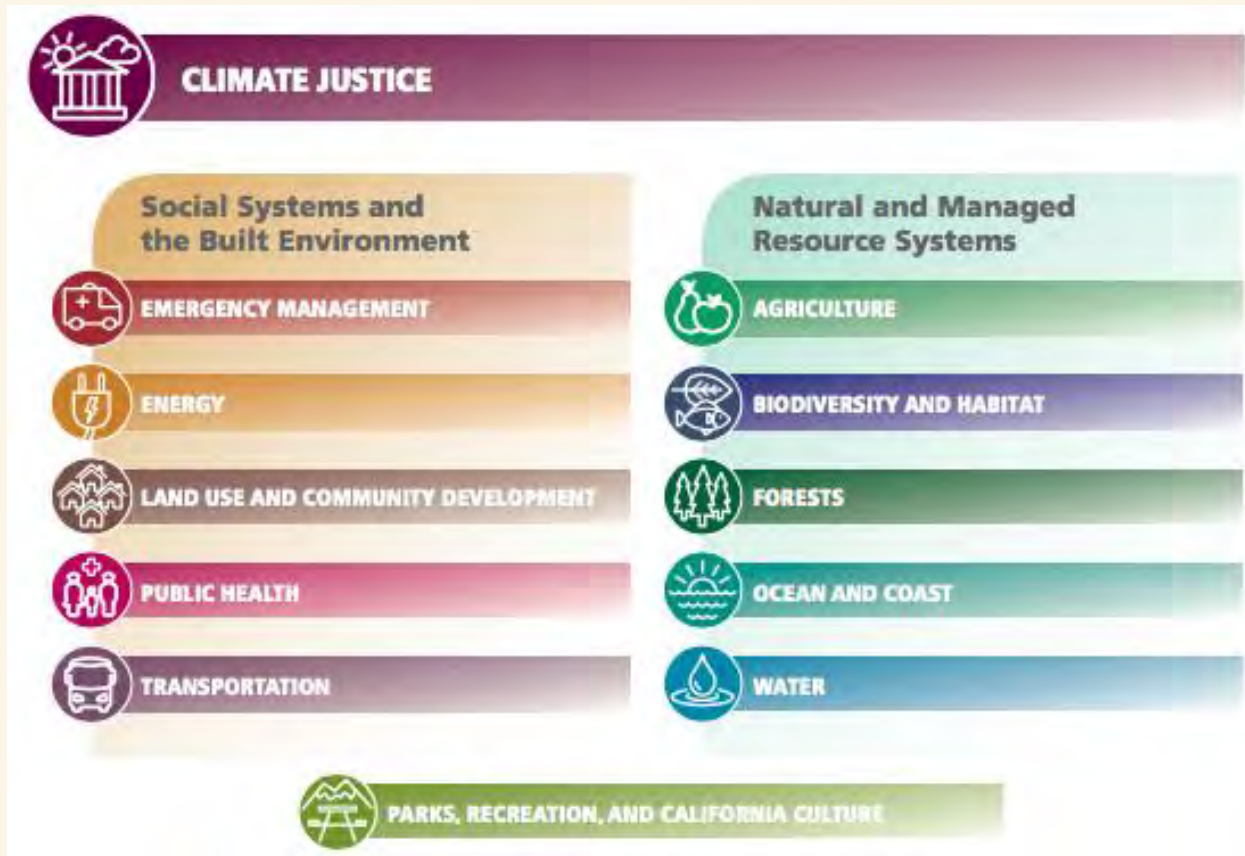 CLIMATE JUSTICE
Social Systems and
the Built Environment
EMERGENCY MANAGEMENT
ENERGY
LAND USE AND COMMUNITY DEVELOPMENT
PUBLIC HEALTH
TRANSPORTATION
Natural and Managed
Resource Systems
AGRICULTURE
BIODIVERSITY AND HABITAT
FORESTS
OCEAN AND COAST
WATER
PARKS, RECREATION, AND CALIFORNIA CULTURE